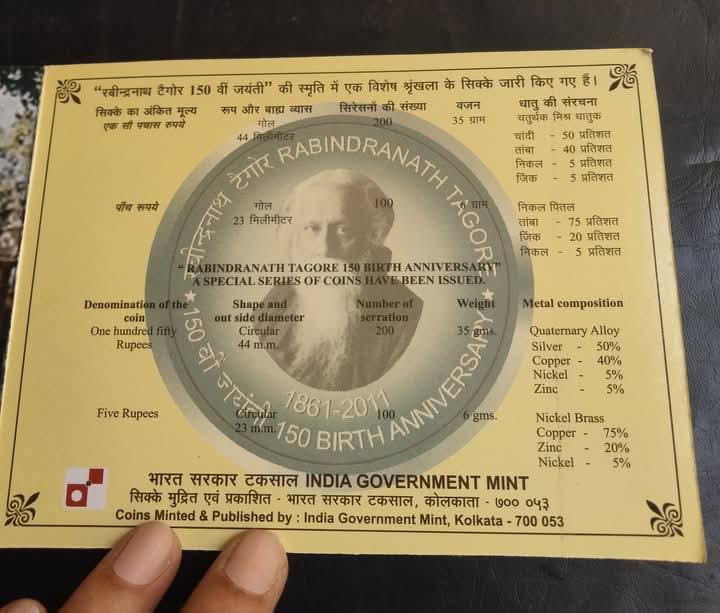 "रबीन्द्रनाथ टैगोर 150 वीं जयंती" की स्मृति में एक विशेष श्रृंखला के सिक्के जारी किए गए हैं।
सिक्के का अंकित मूल्य रूप और बाह्य व्यास सिरेसनों की संख्या वजन धातु की संरचना
एक सौ पचास रुपये गोल 200 35 ग्राम चतुर्थक मिश्र धातुक
44 मिलीमीटर
चांदी - 50 प्रतिशत
तांबा - 40 प्रतिशत
निकल - 5 प्रतिशत
जिंक - 5 प्रतिशत
पाँच रूपये गोल 100 6 ग्राम निकल पितल
23 मिलीमीटर
तांबा - 75 प्रतिशत
जिंक - 20 प्रतिशत
निकल - 5 प्रतिशत
रबीन्द्रनाथ टैगोर RABINDRANATH TAGORE
"RABINDRANATH TAGORE 150 BIRTH ANNIVERSARY"
A SPECIAL SERIES OF COINS HAVE BEEN ISSUED.
Denomination of the Shape and Number of Weight Metal composition
coin out side diameter serration
One hundred fifty Circular 200 35 gms. Quaternary Alloy
Rupees 44 m.m.
Silver - 50%
Copper - 40%
Nickel - 5%
Zinc - 5%
1861-2011
150 वीं जयंती 150 BIRTH ANNIVERSARY
Five Rupees Circular 100 6 gms. Nickel Brass
23 m.m.
Copper - 75%
Zinc - 20%
Nickel - 5%
भारत सरकार टकसाल INDIA GOVERNMENT MINT
सिक्के मुद्रित एवं प्रकाशित - भारत सरकार टकसाल, कोलकाता - ७०० ०५३
Coins Minted & Published by : India Government Mint, Kolkata - 700 053